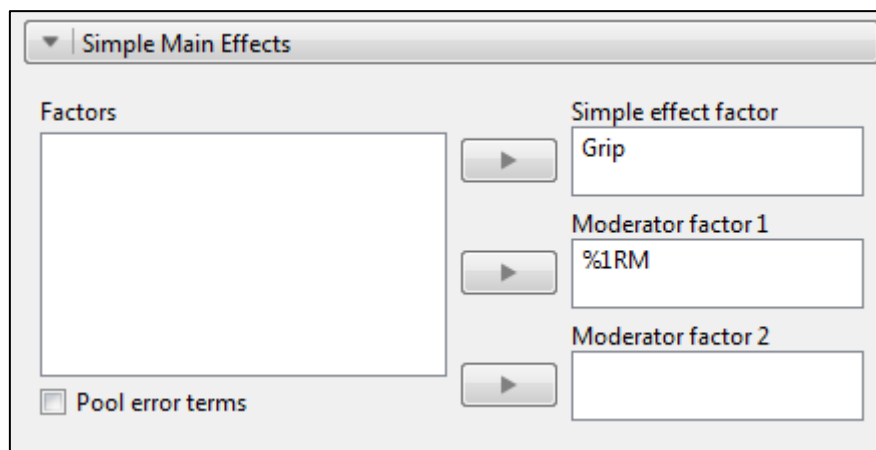 Simple Main Effects
Factors
Simple effect factor
Grip
Moderator factor 1
%1RM
Moderator factor 2
Pool error terms